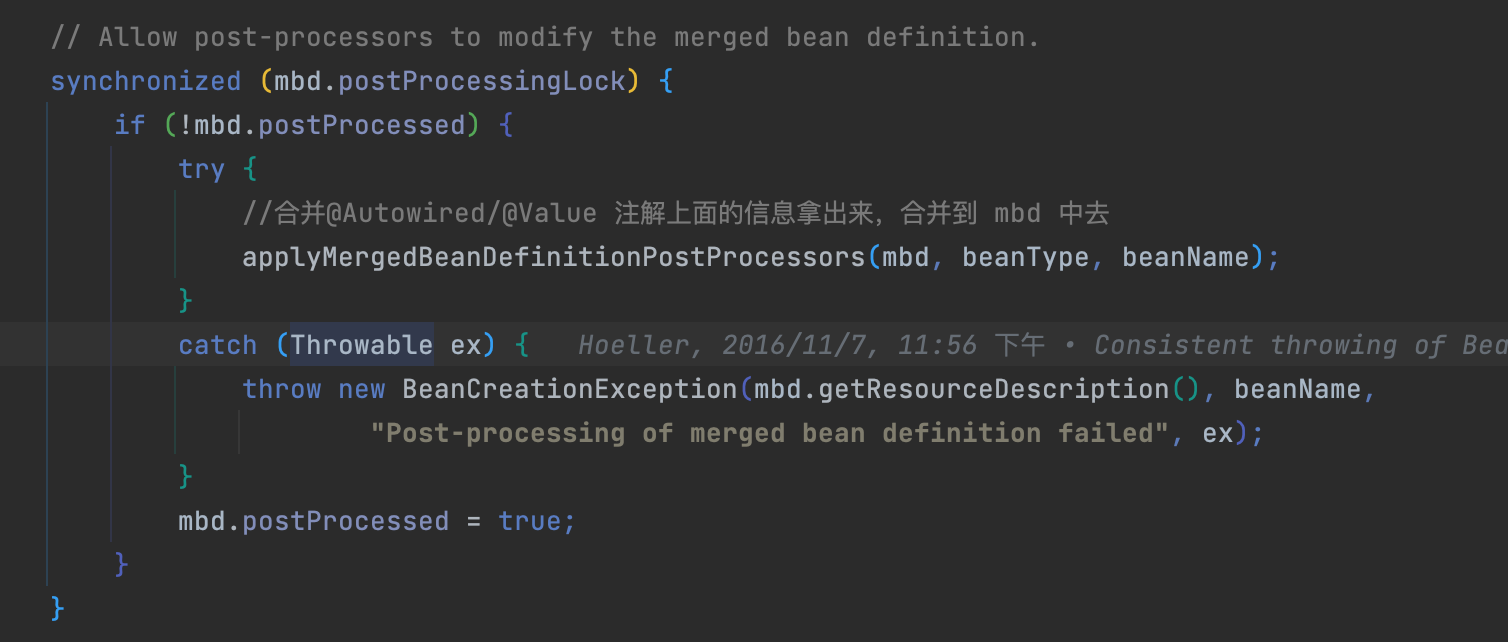 // Allow post-processors to modify the merged bean definition.
synchronized (mbd.postProcessingLock) {
if (!mbd.postProcessed) {
try {
//合并@Autowired/@Value 注解上面的信息拿出来，合并到 mbd 中去
applyMergedBeanDefinitionPostProcessors(mbd, beanType, beanName);
}
catch (Throwable ex) { Hoeller, 2016/11/7, 11:56 下午 • Consistent throwing of
throw new BeanCreationException(mbd.getResourceDescription(), beanName,
"Post-processing of merged bean definition failed", ex);
}
mbd.postProcessed = true;
}
}